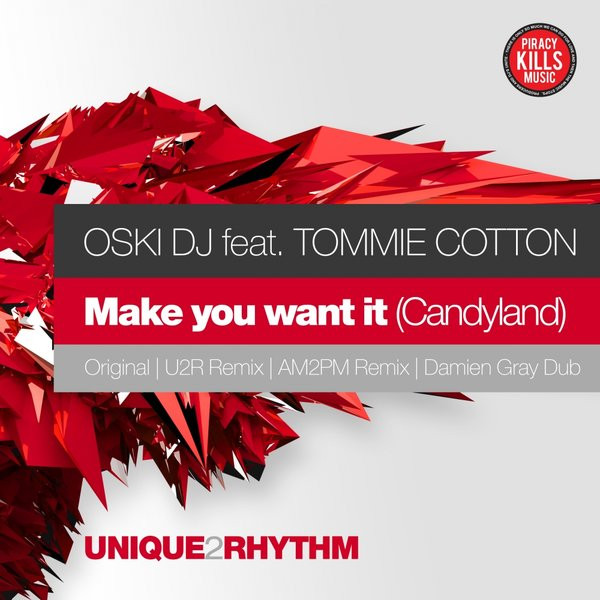 PIRACY
KILLS
MUSIC
OSKI DJ feat. TOMMIE COTTON
Make you want it (Candyland)
Original | U2R Remix | AM2PM Remix | Damien Gray Dub
UNIQUE2RHYTHM